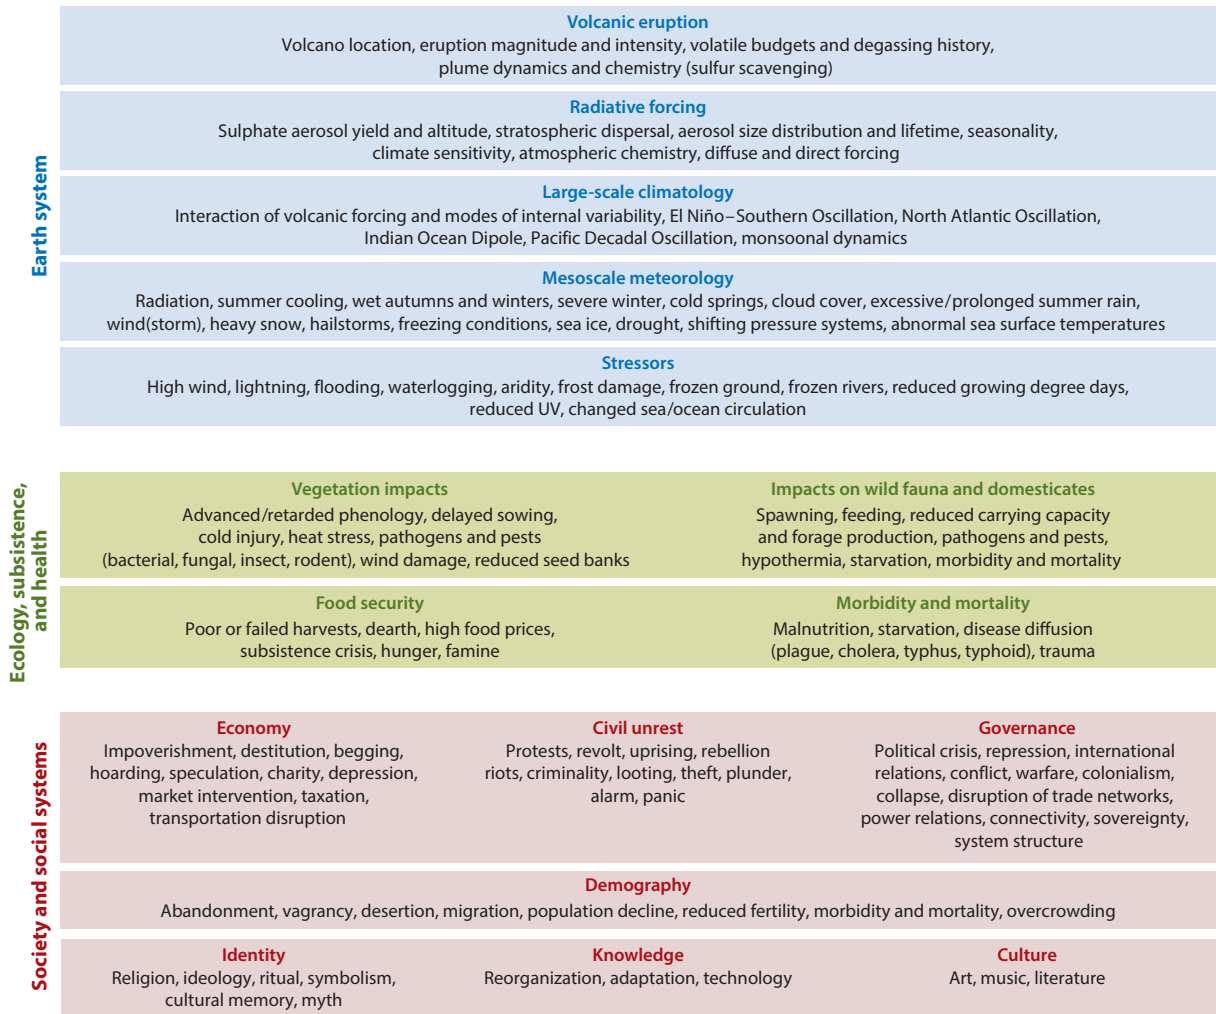 Earth system
Volcanic eruption
Volcano location, eruption magnitude and intensity, volatile budgets and degassing history,
plume dynamics and chemistry (sulfur scavenging)
Radiative forcing
Sulphate aerosol yield and altitude, stratospheric dispersal, aerosol size distribution and lifetime, seasonality,
climate sensitivity, atmospheric chemistry, diffuse and direct forcing
Large-scale climatology
Interaction of volcanic forcing and modes of internal variability, El Niño–Southern Oscillation, North Atlantic Oscillation,
Indian Ocean Dipole, Pacific Decadal Oscillation, monsoonal dynamics
Mesoscale meteorology
Radiation, summer cooling, wet autumns and winters, severe winter, cold springs, cloud cover, excessive/prolonged summer rain,
wind(storm), heavy snow, hailstorms, freezing conditions, sea ice, drought, shifting pressure systems, abnormal sea surface temperatures
Stressors
High wind, lightning, flooding, waterlogging, aridity, frost damage, frozen ground, frozen rivers, reduced growing degree days,
reduced UV, changed sea/ocean circulation
Ecology, subsistence,
and health
Vegetation impacts
Advanced/retarded phenology, delayed sowing,
cold injury, heat stress, pathogens and pests
(bacterial, fungal, insect, rodent), wind damage, reduced seed banks
Impacts on wild fauna and domesticates
Spawning, feeding, reduced carrying capacity
and forage production, pathogens and pests,
hypothermia, starvation, morbidity and mortality
Food security
Poor or failed harvests, dearth, high food prices,
subsistence crisis, hunger, famine
Morbidity and mortality
Malnutrition, starvation, disease diffusion
(plague, cholera, typhus, typhoid), trauma
Society and social systems
Economy
Impoverishment, destitution, begging,
hoarding, speculation, charity, depression,
market intervention, taxation,
transportation disruption
Civil unrest
Protests, revolt, uprising, rebellion
riots, criminality, looting, theft, plunder,
alarm, panic
Governance
Political crisis, repression, international
relations, conflict, warfare, colonialism,
collapse, disruption of trade networks,
power relations, connectivity, sovereignty,
system structure
Demography
Abandonment, vagrancy, desertion, migration, population decline, reduced fertility, morbidity and mortality, overcrowding
Identity
Religion, ideology, ritual, symbolism,
cultural memory, myth
Knowledge
Reorganization, adaptation, technology
Culture
Art, music, literature